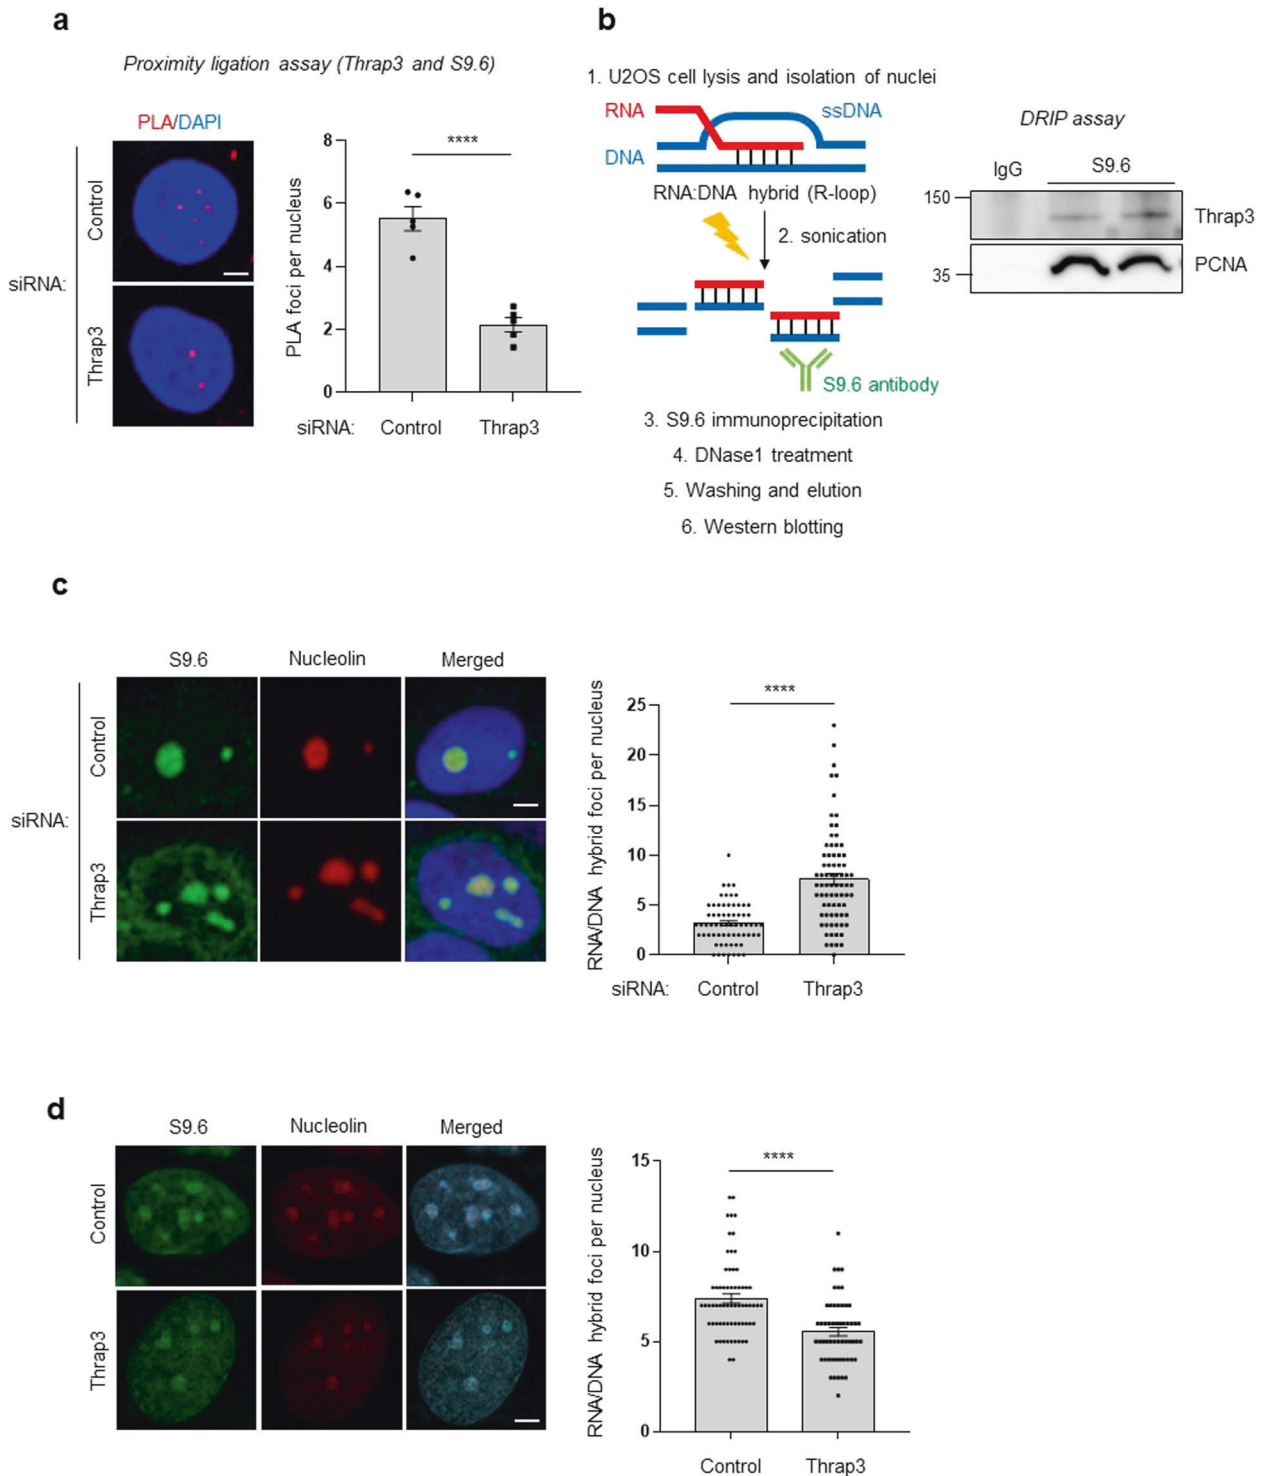 a
Proximity ligation assay (Thrap3 and S9.6)
PLA/DAPI
siRNA:
Control
Thrap3
PLA foci per nucleus
8
6
4
2
0
****
siRNA: Control Thrap3
b
1. U2OS cell lysis and isolation of nuclei
RNA
ssDNA
DNA
RNA:DNA hybrid (R-loop)
2. sonication
S9.6 antibody
3. S9.6 immunoprecipitation
4. DNase1 treatment
5. Washing and elution
6. Western blotting
DRIP assay
IgG S9.6
150
Thrap3
35
PCNA
c
S9.6 Nucleolin Merged
siRNA:
Control
Thrap3
RNA/DNA hybrid foci per nucleus
25
20
15
10
5
0
****
siRNA: Control Thrap3
d
S9.6 Nucleolin Merged
Control
Thrap3
RNA/DNA hybrid foci per nucleus
15
10
5
0
****
Control Thrap3